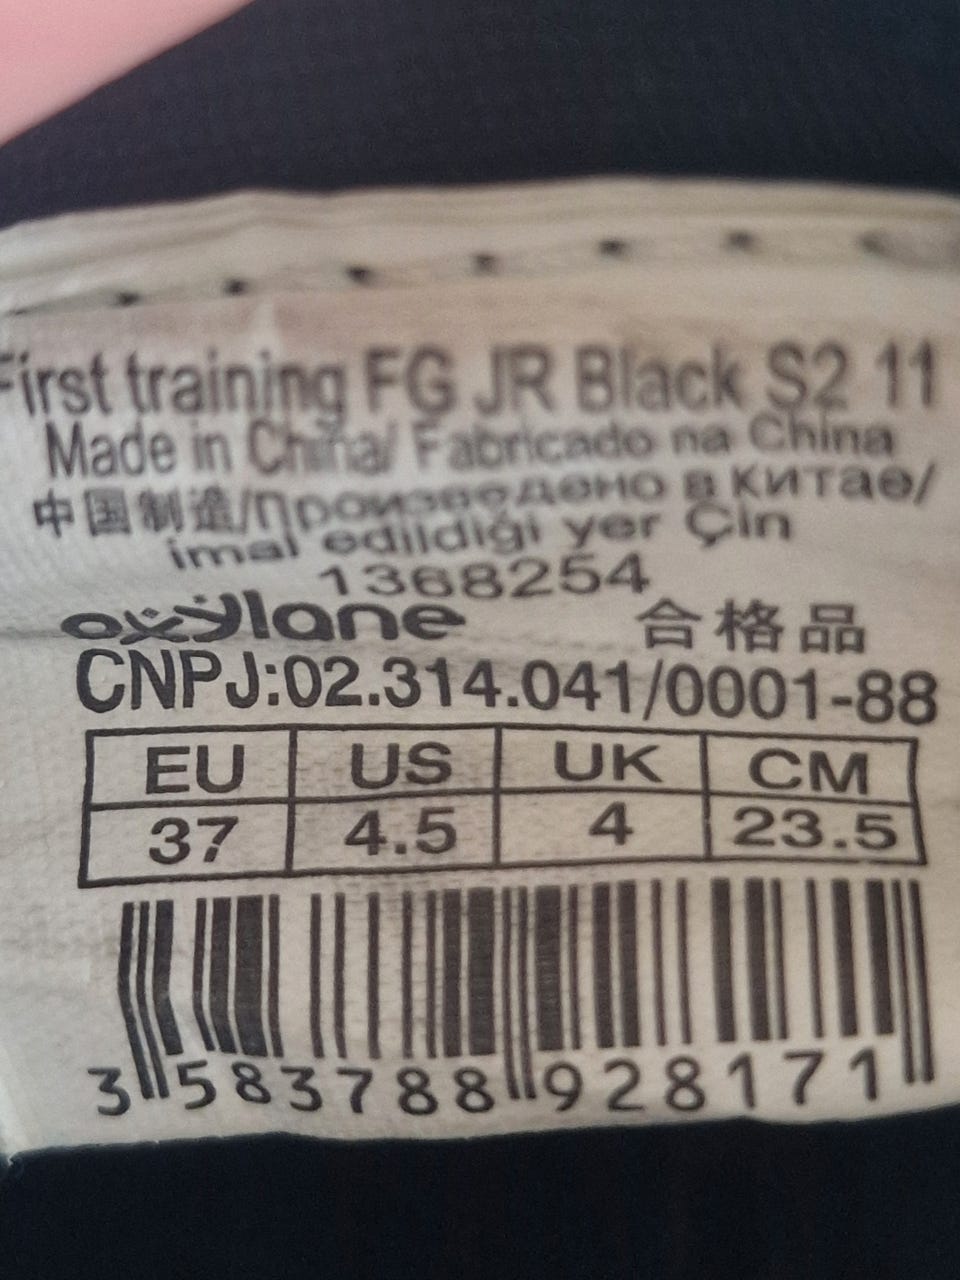 First training FG JR Black S2 11
Made in China/ Fabricado na China
中国制造/Произведено в Китае/
imal edildiği yer Çin
1368254
oxylane 合格品
CNPJ:02.314.041/0001-88
EU US UK CM
37 4.5 4 23.5
3 583788 928171